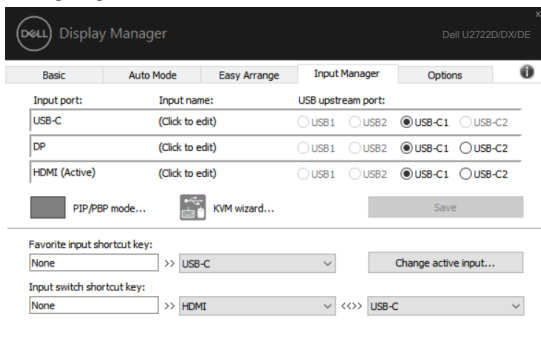 x
DELL Display Manager Dell U2722D/DX/DE
Basic Auto Mode Easy Arrange Input Manager Options i
Input port: Input name: USB upstream port:
USB-C (Click to edit) USB1 USB2 USB-C1 USB-C2
DP (Click to edit) USB1 USB2 USB-C1 USB-C2
HDMI (Active) (Click to edit) USB1 USB2 USB-C1 USB-C2
PIP/PBP mode... KVM wizard... Save
Favorite input shortcut key:
None >> USB-C Change active input...
Input switch shortcut key:
None >> HDMI <<>> USB-C